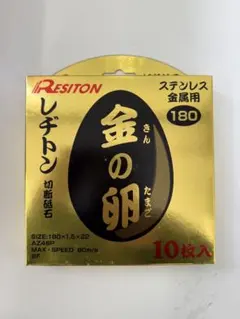 RESITON
ステンレス
金属用
180
レヂトン
切断砥石
金の卵
きん
たまご
SIZE:180×1.5×22
AZ46P
MAX・SPEED 80m/s
BF
10枚入